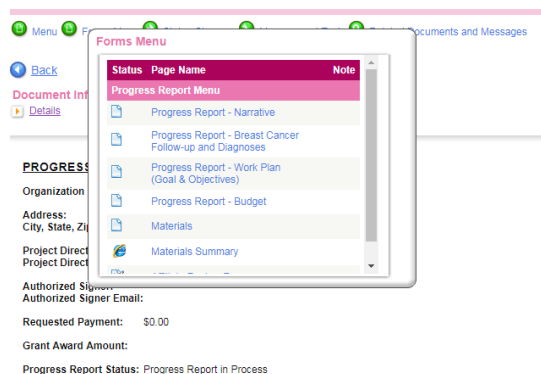 Menu
Documents and Messages
Forms Menu
Back
Status Page Name Note
Document Inf
Progress Report Menu
Details
Progress Report - Narrative
Progress Report - Breast Cancer
Follow-up and Diagnoses
PROGRESS
Progress Report - Work Plan
(Goal & Objectives)
Organization
Progress Report - Budget
Address:
City, State, Zi
Materials
Project Direct
Materials Summary
Project Direct
Authorized Signer:
Authorized Signer Email:
Requested Payment: $0.00
Grant Award Amount:
Progress Report Status: Progress Report in Process